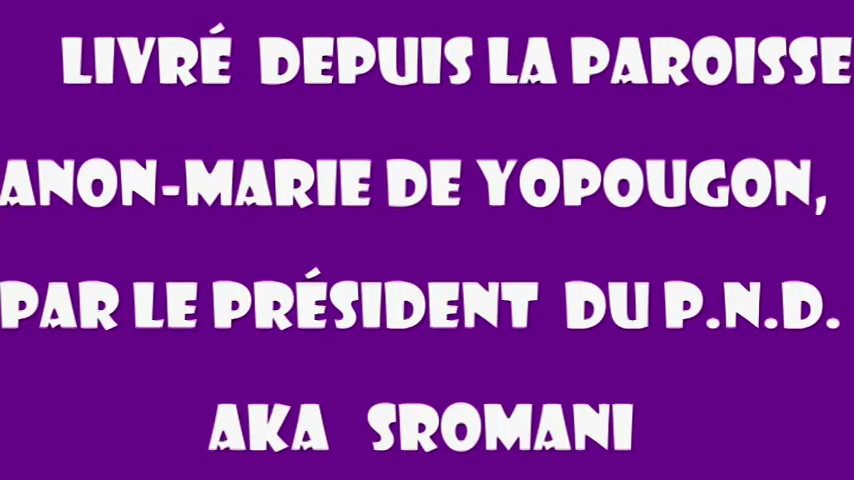 LIVRÉ DEPUIS LA PAROISSE
ANON-MARIE DE YOPOUGON,
PAR LE PRÉSIDENT DU P.N.D.
AKA SROMANI